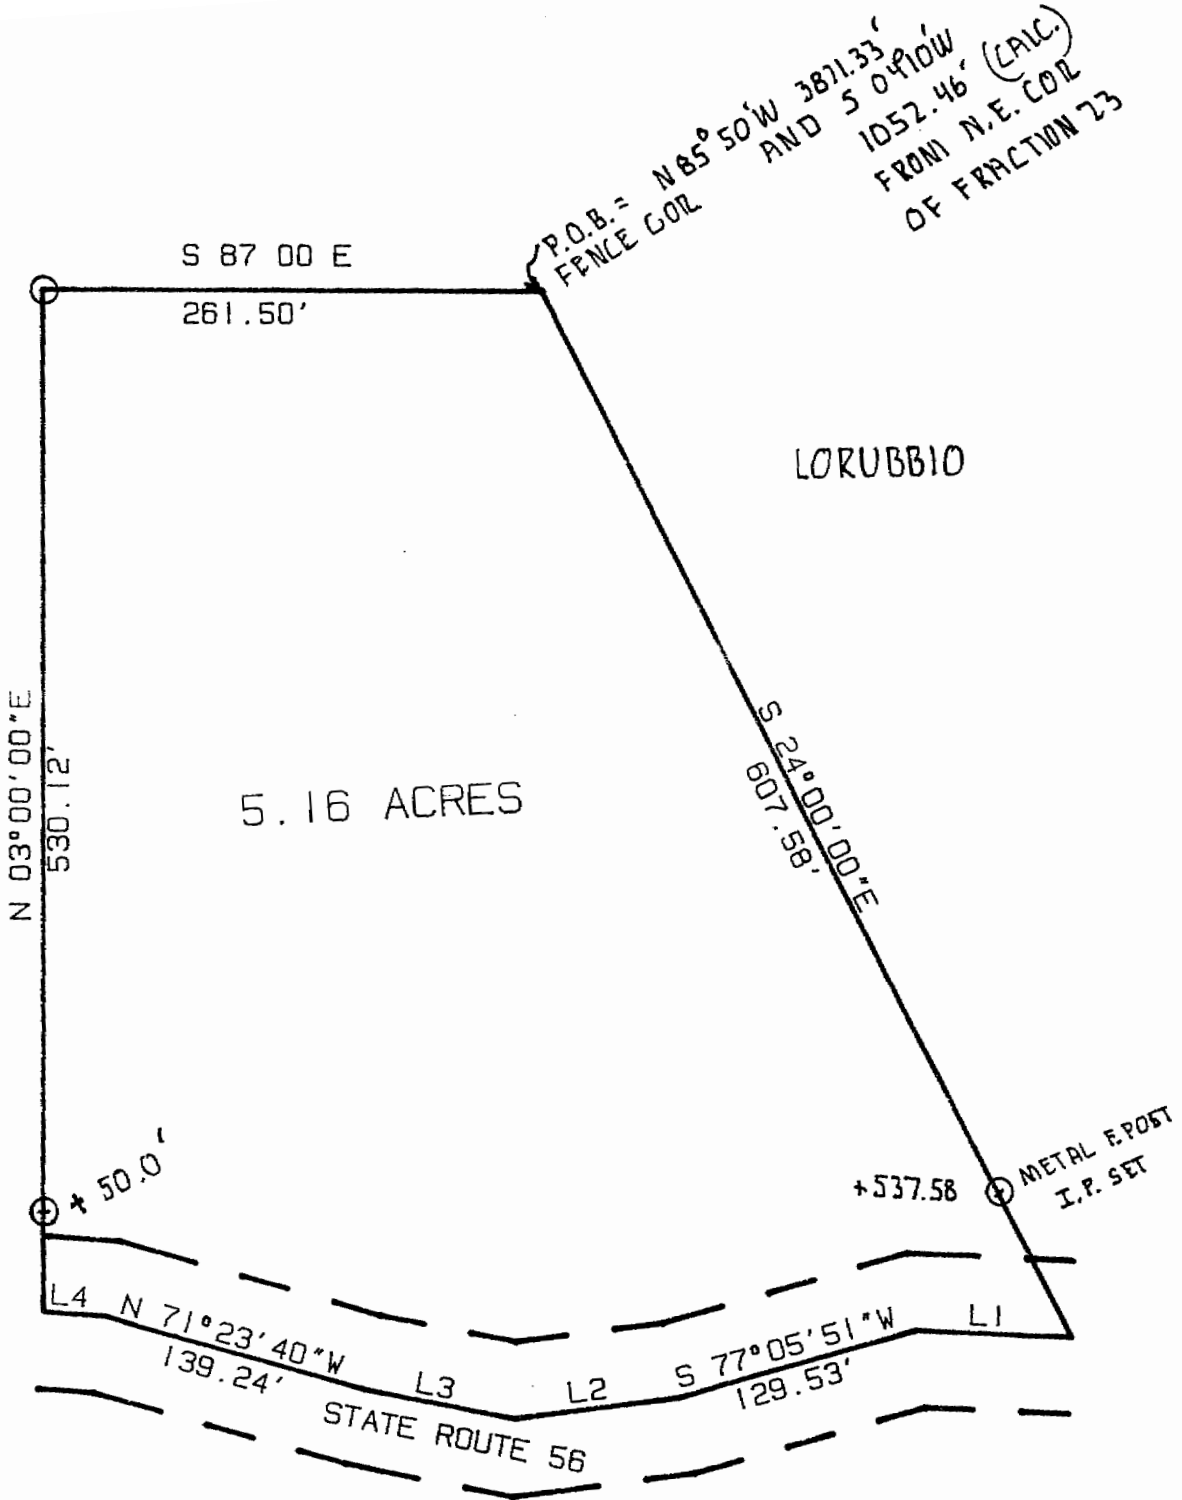 P.O.B. = N 85° 50' W 3871.33'
FENCE COR AND S 04 10' W
1052.46' (CALC.)
FROM N.E. COR
OF FRACTION 23
S 87 00 E
261.50'
LORUBBIO
N 03°00'00"E
530.12'
5.16 ACRES
S 24°00'00"E
607.58'
+ 50.0'
+537.58
METAL F.POST
I.P. SET
L4
N 71°23'40"W
139.24'
L3
L2
S 77°05'51"W
129.53'
L1
STATE ROUTE 56